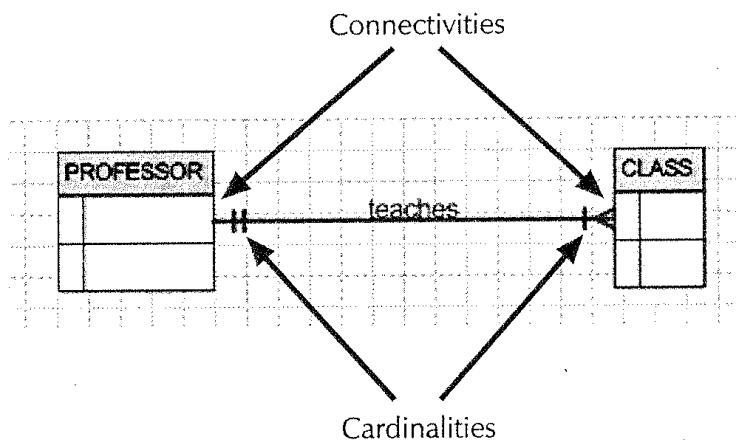 Connectivities
PROFESSOR
CLASS
teaches
Cardinalities